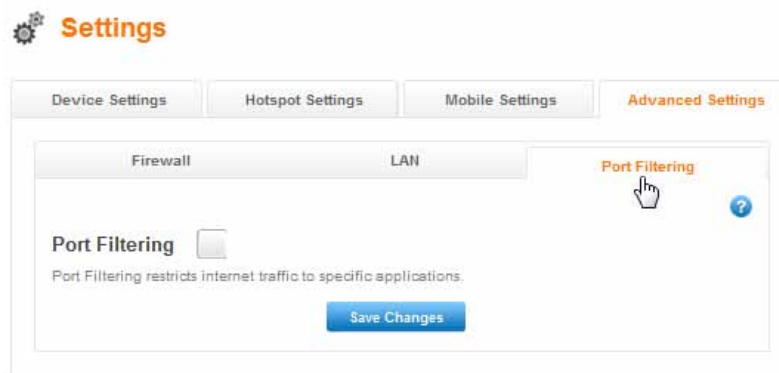 Settings
Device Settings
Hotspot Settings
Mobile Settings
Advanced Settings
Firewall
LAN
Port Filtering
?
Port Filtering
Port Filtering restricts internet traffic to specific applications.
Save Changes